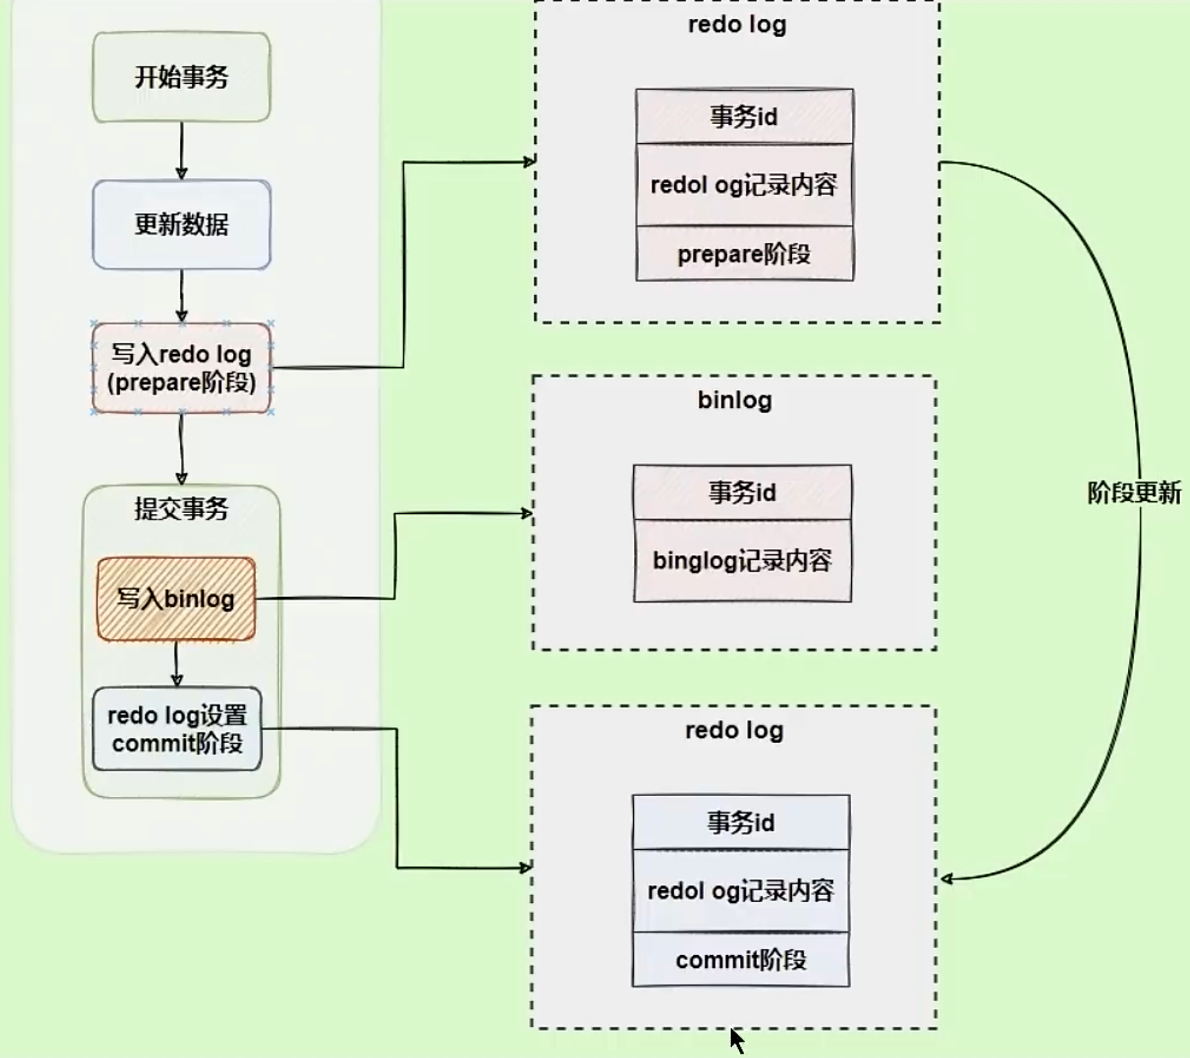 开始事务
更新数据
写入redo log
(prepare阶段)
提交事务
写入binlog
redo log设置
commit阶段
redo log
事务id
redol og记录内容
prepare阶段
binlog
事务id
binglog记录内容
redo log
事务id
redol og记录内容
commit阶段
阶段更新